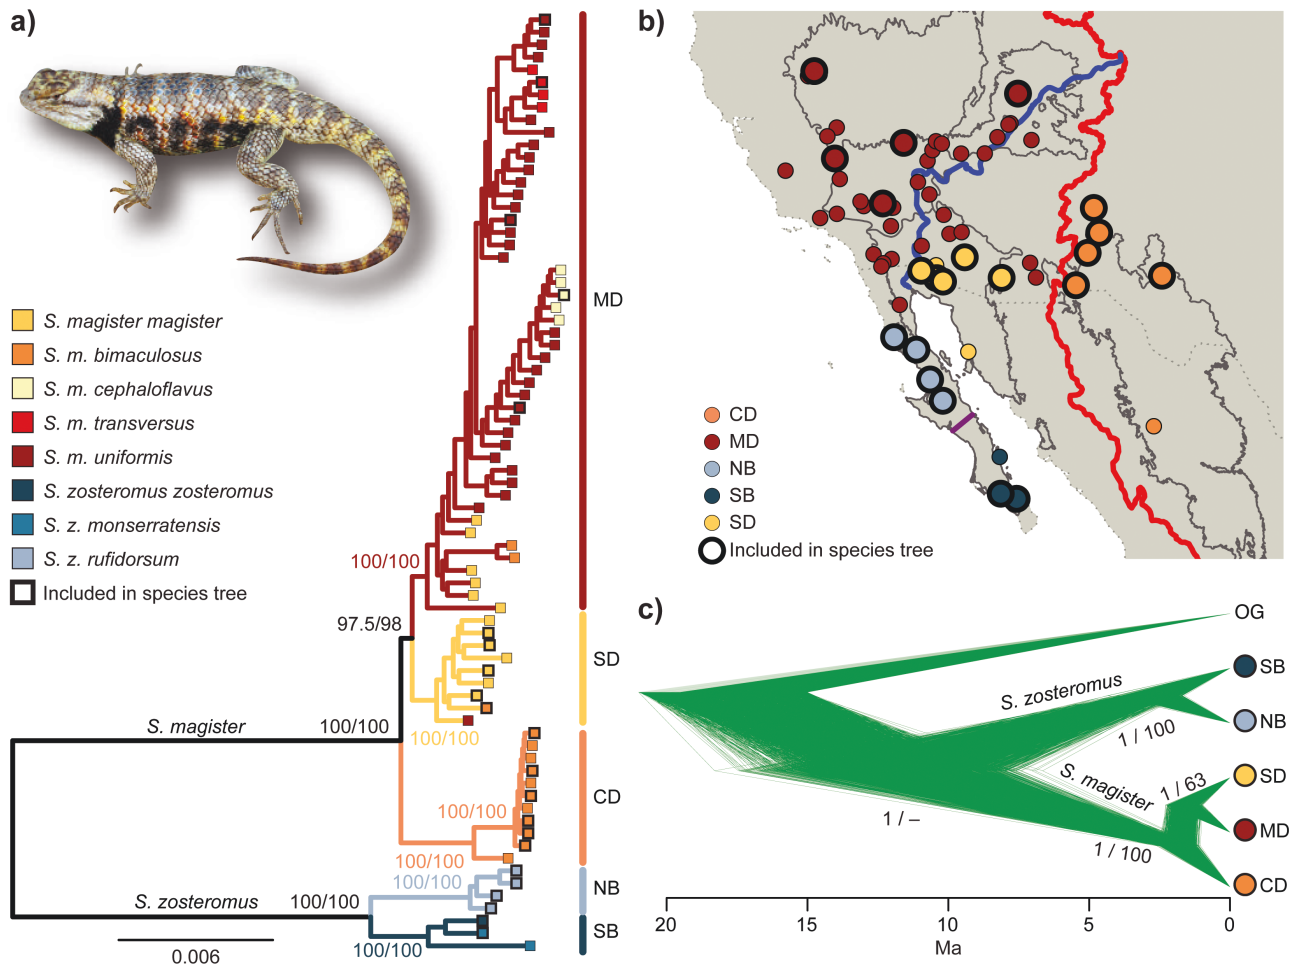 a)
S. magister magister
S. m. bimaculosus
S. m. cephaloflavus
S. m. transversus
S. m. uniformis
S. zosteromus zosteromus
S. z. monserratensis
S. z. rufidorsum
Included in species tree
MD
100/100
97.5/98
SD
S. magister
100/100
100/100
CD
100/100
100/100
100/100
NB
S. zosteromus
100/100
SB
100/100
0.006
b)
CD
MD
NB
SB
SD
Included in species tree
c)
OG
SB
S. zosteromus
NB
1 / 100
S. magister
SD
1 / 63
1 / –
MD
1 / 100
CD
20
15
10
5
0
Ma